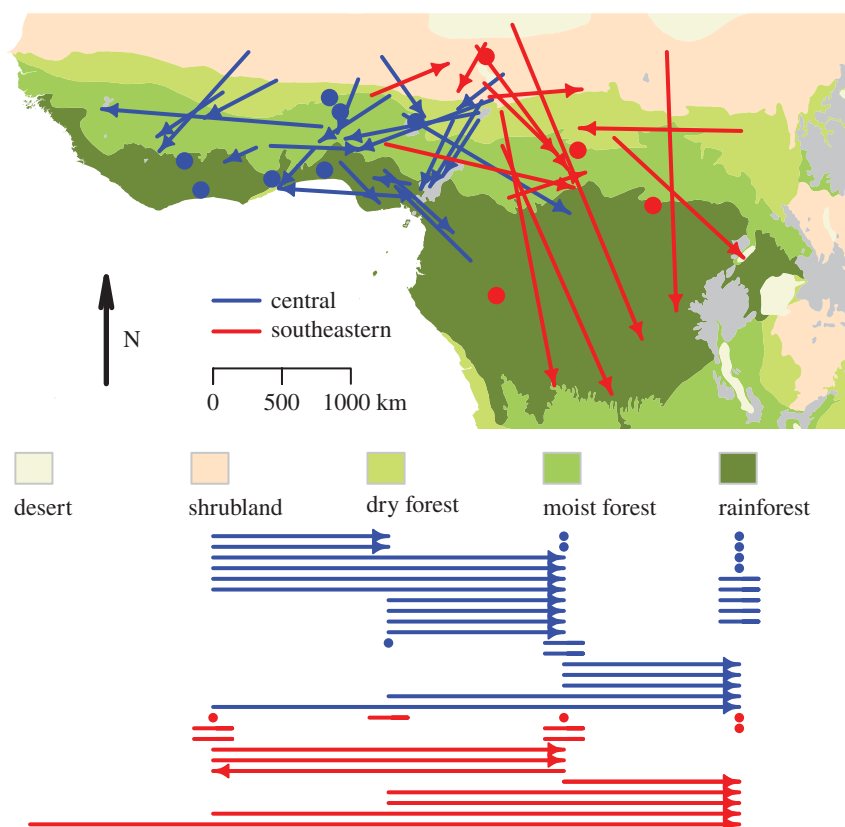 central
southeastern
N
0 500 1000 km
desert shrubland dry forest moist forest rainforest